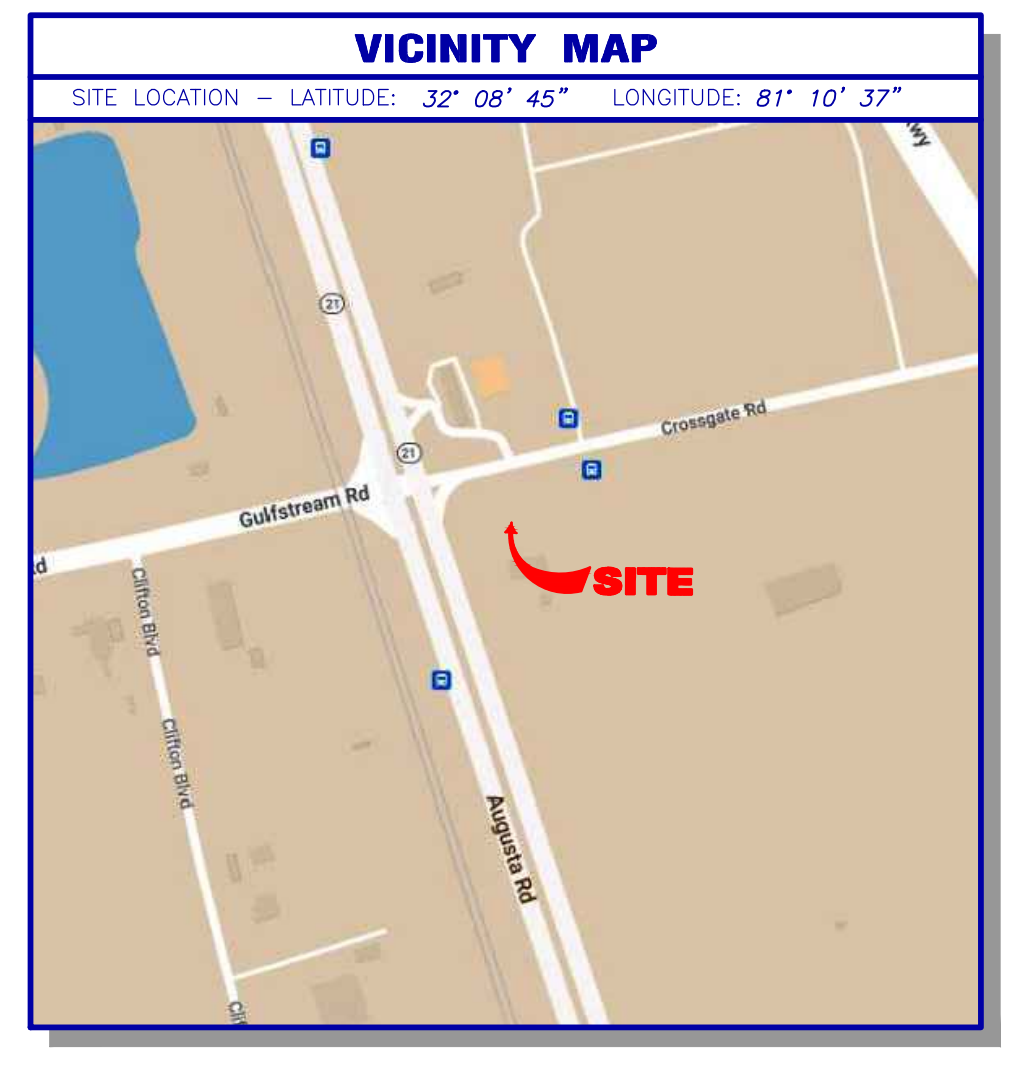 VICINITY MAP
SITE LOCATION – LATITUDE: 32° 08' 45" LONGITUDE: 81° 10' 37"
21
21
Crossgate Rd
Gulfstream Rd
SITE
Clifton Blvd
Clifton Blvd
Augusta Rd